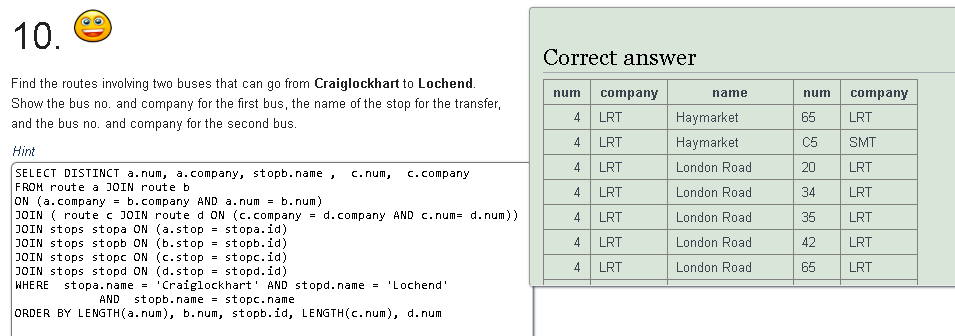 10.
Find the routes involving two buses that can go from Craiglockhart to Lochend.
Show the bus no. and company for the first bus, the name of the stop for the transfer,
and the bus no. and company for the second bus.
Hint
SELECT DISTINCT a.num, a.company, stopb.name ,  c.num,  c.company
FROM route a JOIN route b
ON (a.company = b.company AND a.num = b.num)
JOIN ( route c JOIN route d ON (c.company = d.company AND c.num= d.num))
JOIN stops stopa ON (a.stop = stopa.id)
JOIN stops stopb ON (b.stop = stopb.id)
JOIN stops stopc ON (c.stop = stopc.id)
JOIN stops stopd ON (d.stop = stopd.id)
WHERE  stopa.name = 'Craiglockhart' AND stopd.name = 'Lochend'
AND  stopb.name = stopc.name
ORDER BY LENGTH(a.num), b.num, stopb.id, LENGTH(c.num), d.num
Correct answer
num company name num company
4 LRT Haymarket 65 LRT
4 LRT Haymarket C5 SMT
4 LRT London Road 20 LRT
4 LRT London Road 34 LRT
4 LRT London Road 35 LRT
4 LRT London Road 42 LRT
4 LRT London Road 65 LRT